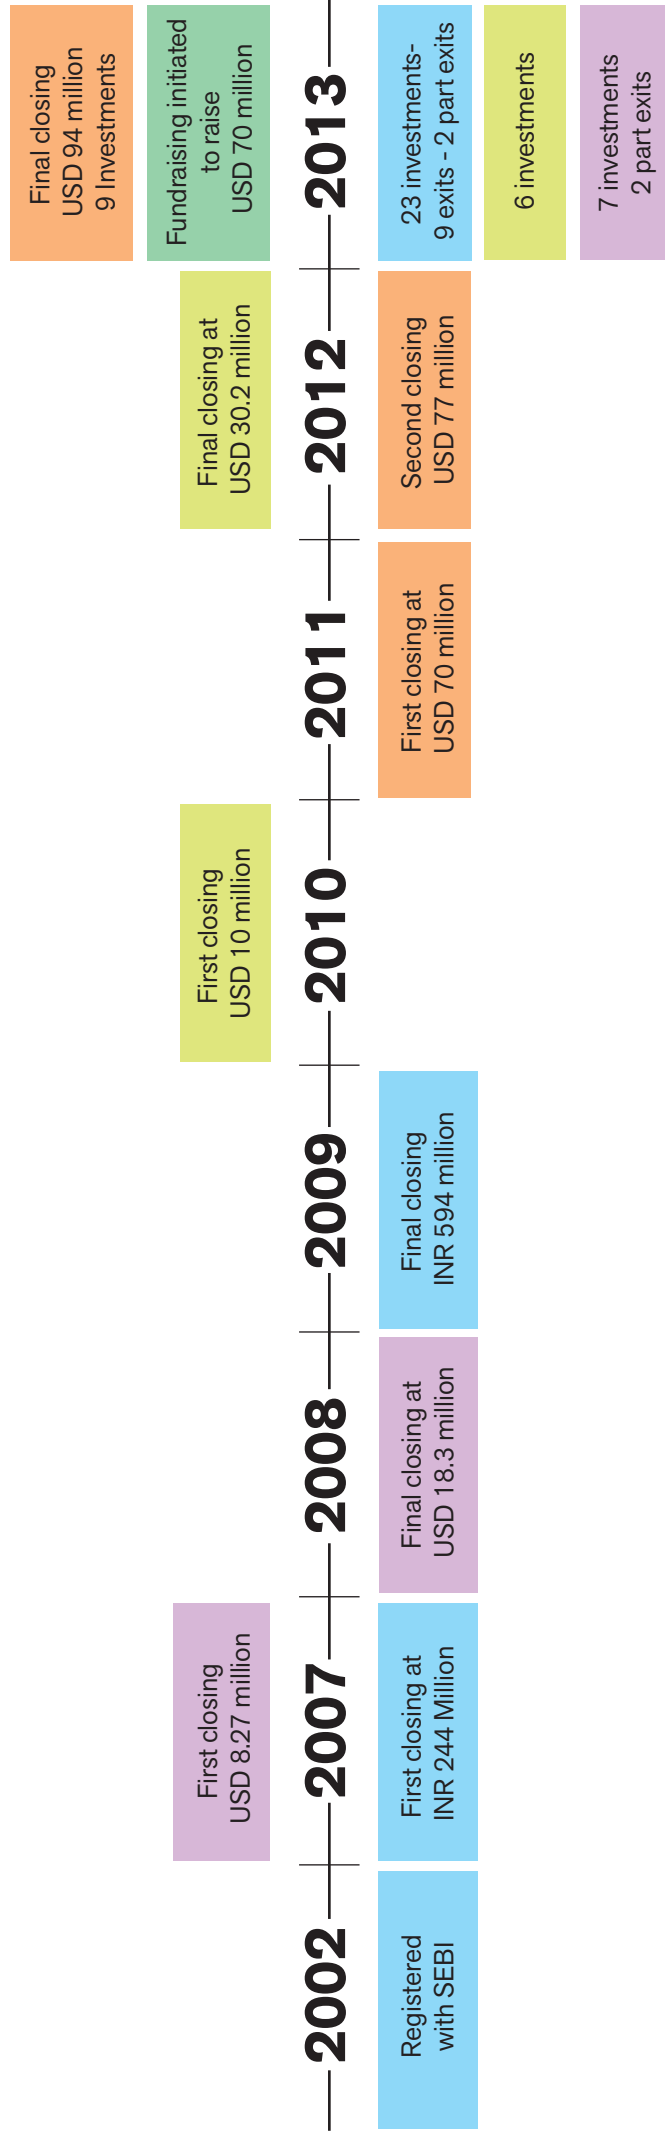 Registered
with SEBI
2002
First closing
USD 8.27 million
2007
First closing at
INR 244 Million
2008
Final closing at
USD 18.3 million
2009
Final closing
INR 594 million
First closing
USD 10 million
2010
2011
First closing at
USD 70 million
Final closing at
USD 30.2 million
2012
Second closing
USD 77 million
Final closing
USD 94 million
9 Investments
Fundraising initiated
to raise
USD 70 million
2013
23 investments-
9 exits - 2 part exits
6 investments
7 investments
2 part exits